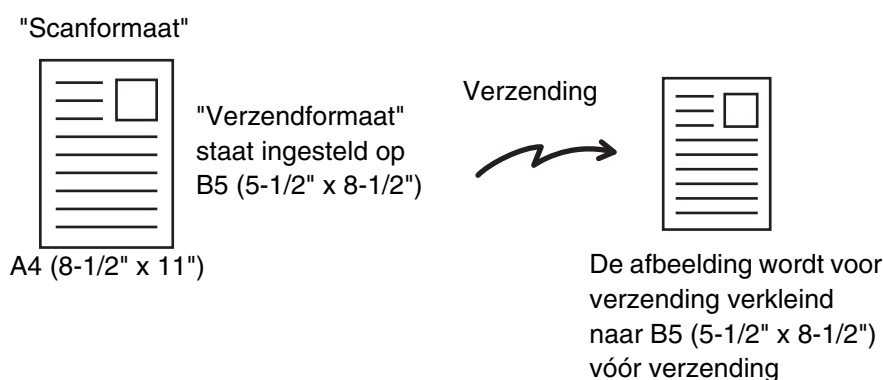 "Scanformaat"
"Verzendformaat"
staat ingesteld op
B5 (5-1/2" x 8-1/2")
Verzending
A4 (8-1/2" x 11")
De afbeelding wordt voor
verzending verkleind
naar B5 (5-1/2" x 8-1/2")
vóór verzending